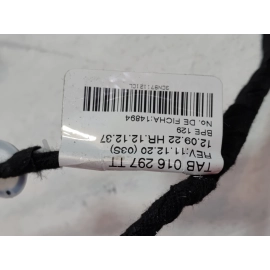 TAB 016 297 TT
REV:11.12.20 (03S)
12.09.22 HR.12.12.37
BPE 129
No. DE FICHA:14894